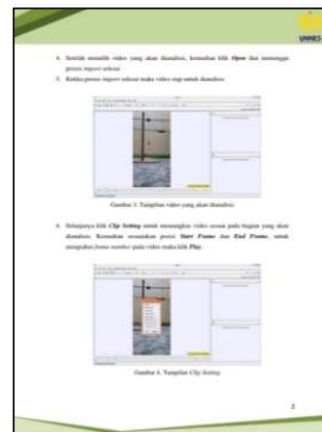 UNNES
4. Setelah memilih video yang akan dianalisis, kemudian klik Open dan menunggu
proses import selesai
5. Ketika proses import selesai maka video siap untuk dianalisis
Gambar 3. Tampilan video yang akan dianalisis
6. Selanjutnya klik Clip Setting untuk menentukan video sesuai pada bagian yang akan
dianalisis. Kemudian sesuaikan posisi Start Frame dan End Frame, untuk
mengubah frame number pada video maka klik Play.
Gambar 4. Tampilan Clip Setting
2